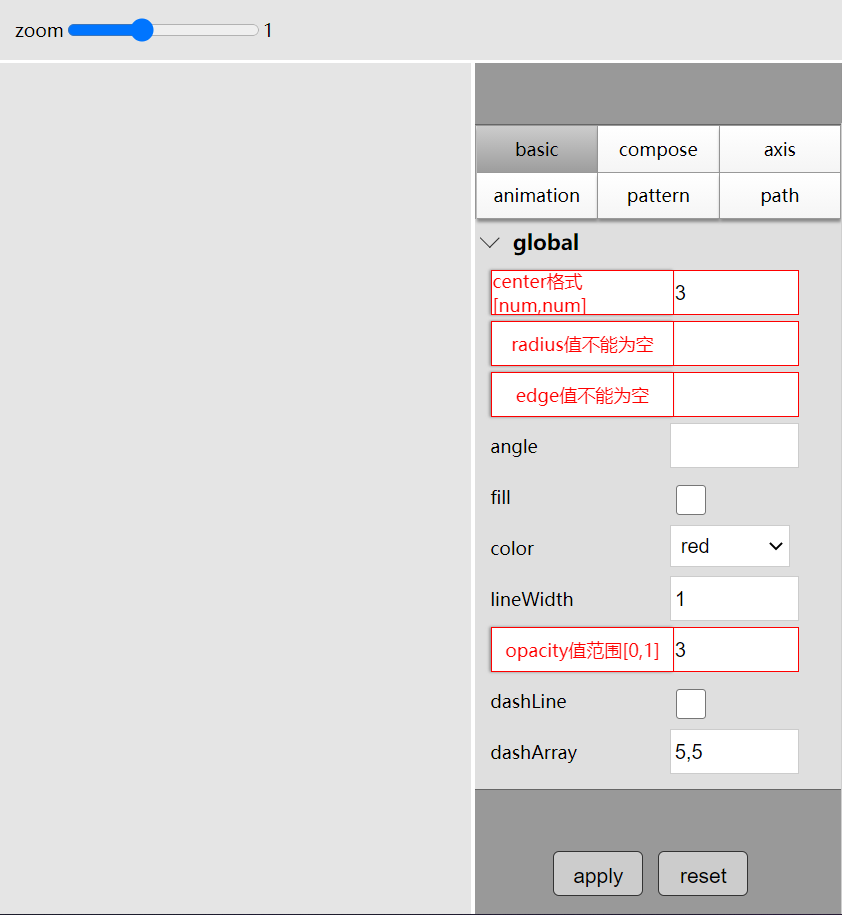 zoom 1
basic compose axis
animation pattern path
global
center格式
[num,num] 3
radius值不能为空
edge值不能为空
angle
fill
color red
lineWidth 1
opacity值范围[0,1] 3
dashLine
dashArray 5,5
apply reset